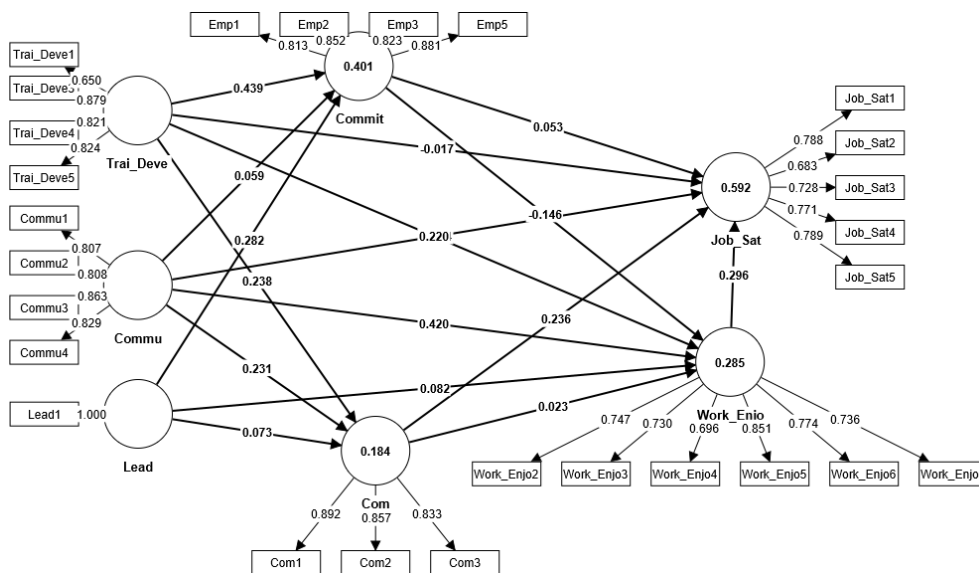 Emp1
Emp2
Emp3
Emp5
0.813
0.852
0.823
0.881
0.401
Commit
Trai_Deve1
Trai_Deve4
Trai_Deve5
0.650
0.879
0.821
0.824
Trai_Deve
0.439
0.053
-0.017
0.059
-0.146
0.282
0.238
0.420
0.236
0.231
0.082
0.023
0.073
0.296
Commu1
Commu2
Commu3
Commu4
0.807
0.808
0.863
0.829
Commu
Lead1
1.000
Lead
0.592
Job_Sat
0.788
0.683
0.728
0.771
0.789
Job_Sat1
Job_Sat2
Job_Sat3
Job_Sat4
Job_Sat5
0.285
Work_Enjo
0.747
0.730
0.696
0.851
0.774
0.736
Work_Enjo2
Work_Enjo3
Work_Enjo4
Work_Enjo5
Work_Enjo6
Work_Enjo
0.184
Com
0.892
0.857
0.833
Com1
Com2
Com3